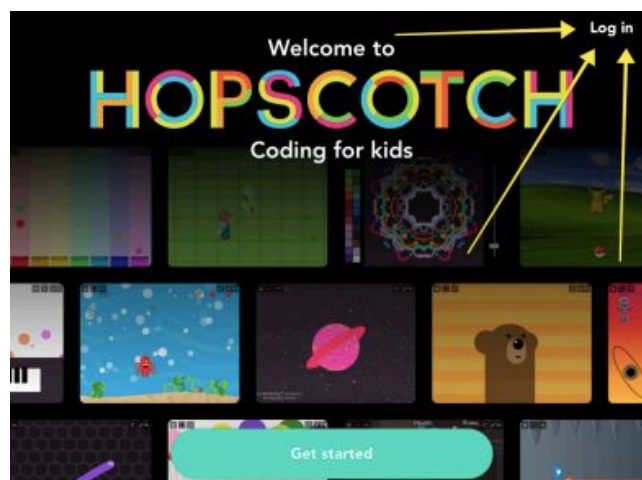 Log in
Welcome to
HOPSCOTCH
Coding for kids
Get started